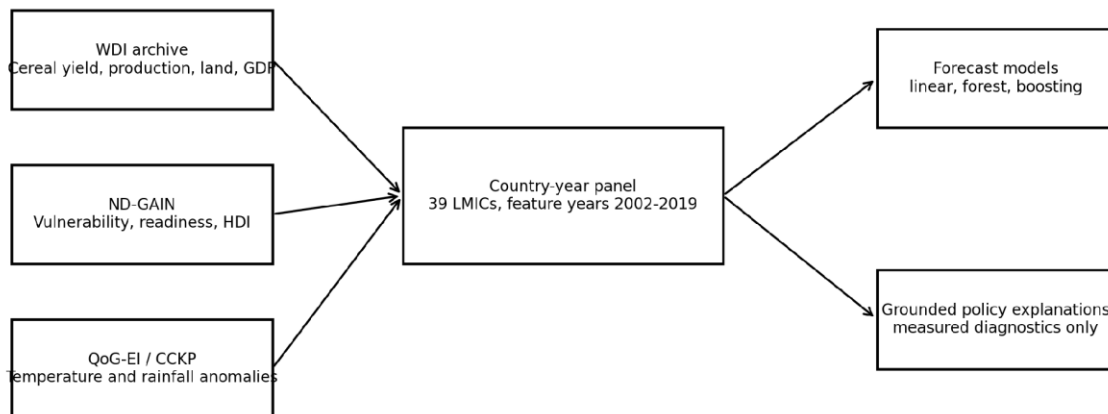 WDI archive
Cereal yield, production, land, GDP
ND-GAIN
Vulnerability, readiness, HDI
QoG-EI / CCKP
Temperature and rainfall anomalies
Country-year panel
39 LMICs, feature years 2002-2019
Forecast models
linear, forest, boosting
Grounded policy explanations
measured diagnostics only